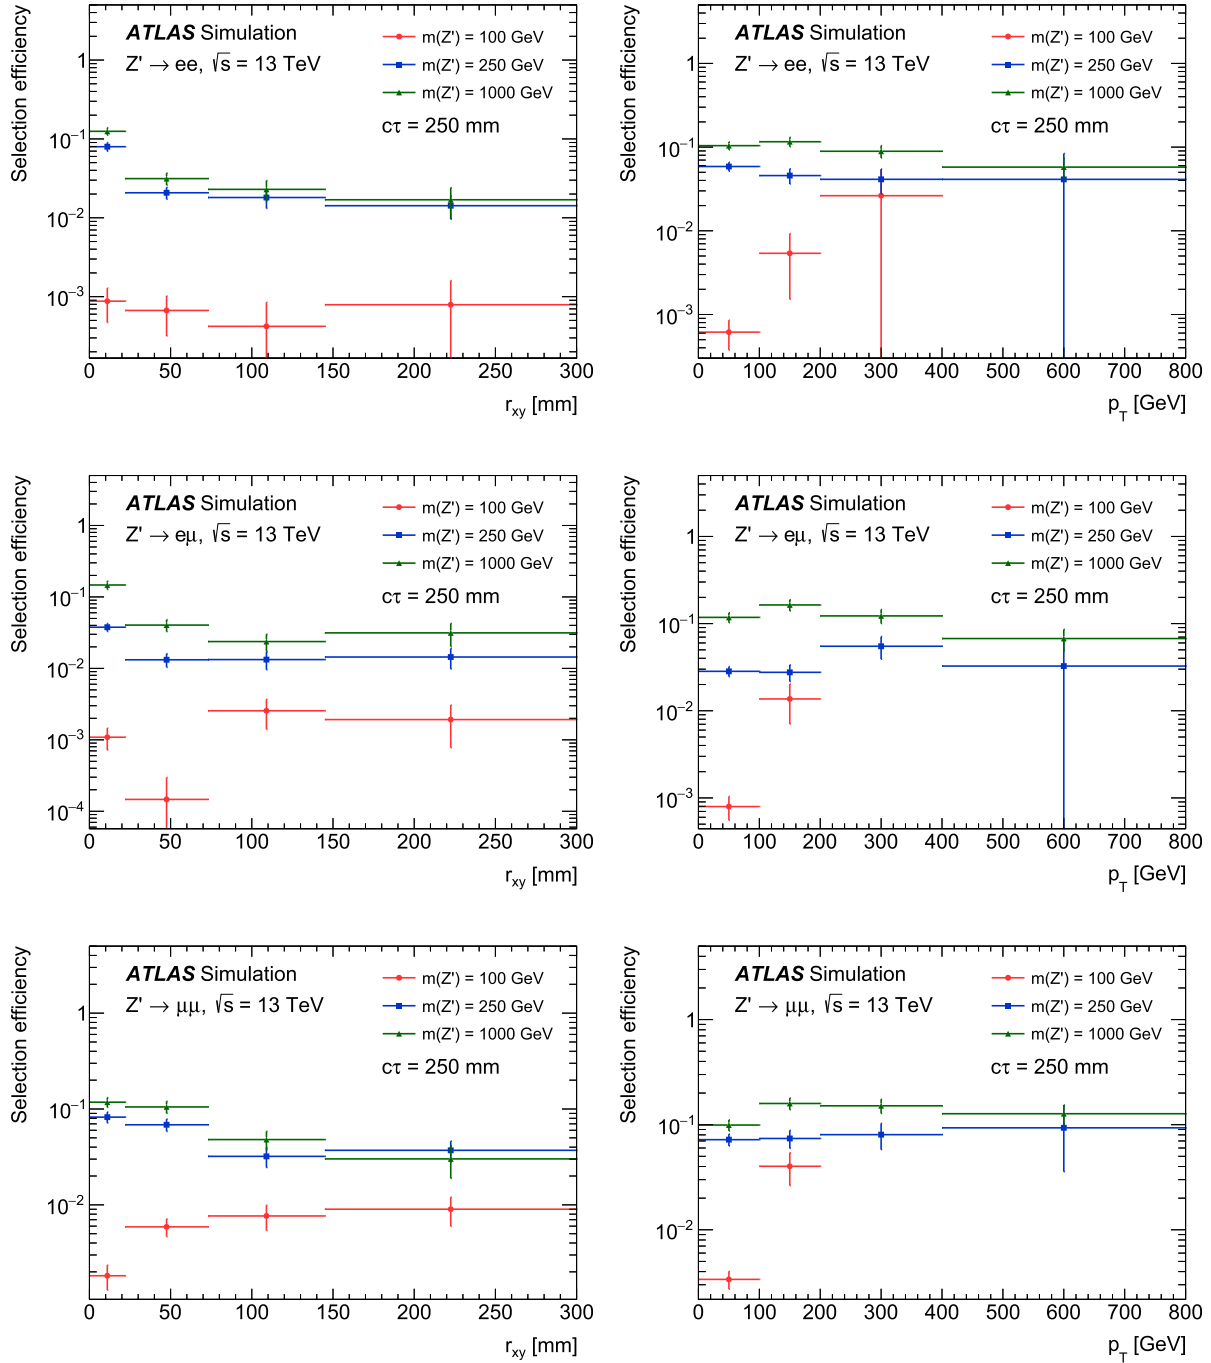 Selection efficiency
ATLAS Simulation
Z' → ee, √s = 13 TeV
m(Z') = 100 GeV
m(Z') = 250 GeV
m(Z') = 1000 GeV
cτ = 250 mm
1
10⁻¹
10⁻²
10⁻³
0 50 100 150 200 250 300
r_xy [mm]
Selection efficiency
ATLAS Simulation
Z' → ee, √s = 13 TeV
m(Z') = 100 GeV
m(Z') = 250 GeV
m(Z') = 1000 GeV
cτ = 250 mm
1
10⁻¹
10⁻²
10⁻³
0 100 200 300 400 500 600 700 800
p_T [GeV]
Selection efficiency
ATLAS Simulation
Z' → eμ, √s = 13 TeV
m(Z') = 100 GeV
m(Z') = 250 GeV
m(Z') = 1000 GeV
cτ = 250 mm
1
10⁻¹
10⁻²
10⁻³
10⁻⁴
0 50 100 150 200 250 300
r_xy [mm]
Selection efficiency
ATLAS Simulation
Z' → eμ, √s = 13 TeV
m(Z') = 100 GeV
m(Z') = 250 GeV
m(Z') = 1000 GeV
cτ = 250 mm
1
10⁻¹
10⁻²
10⁻³
0 100 200 300 400 500 600 700 800
p_T [GeV]
Selection efficiency
ATLAS Simulation
Z' → μμ, √s = 13 TeV
m(Z') = 100 GeV
m(Z') = 250 GeV
m(Z') = 1000 GeV
cτ = 250 mm
1
10⁻¹
10⁻²
0 50 100 150 200 250 300
r_xy [mm]
Selection efficiency
ATLAS Simulation
Z' → μμ, √s = 13 TeV
m(Z') = 100 GeV
m(Z') = 250 GeV
m(Z') = 1000 GeV
cτ = 250 mm
1
10⁻¹
10⁻²
0 100 200 300 400 500 600 700 800
p_T [GeV]